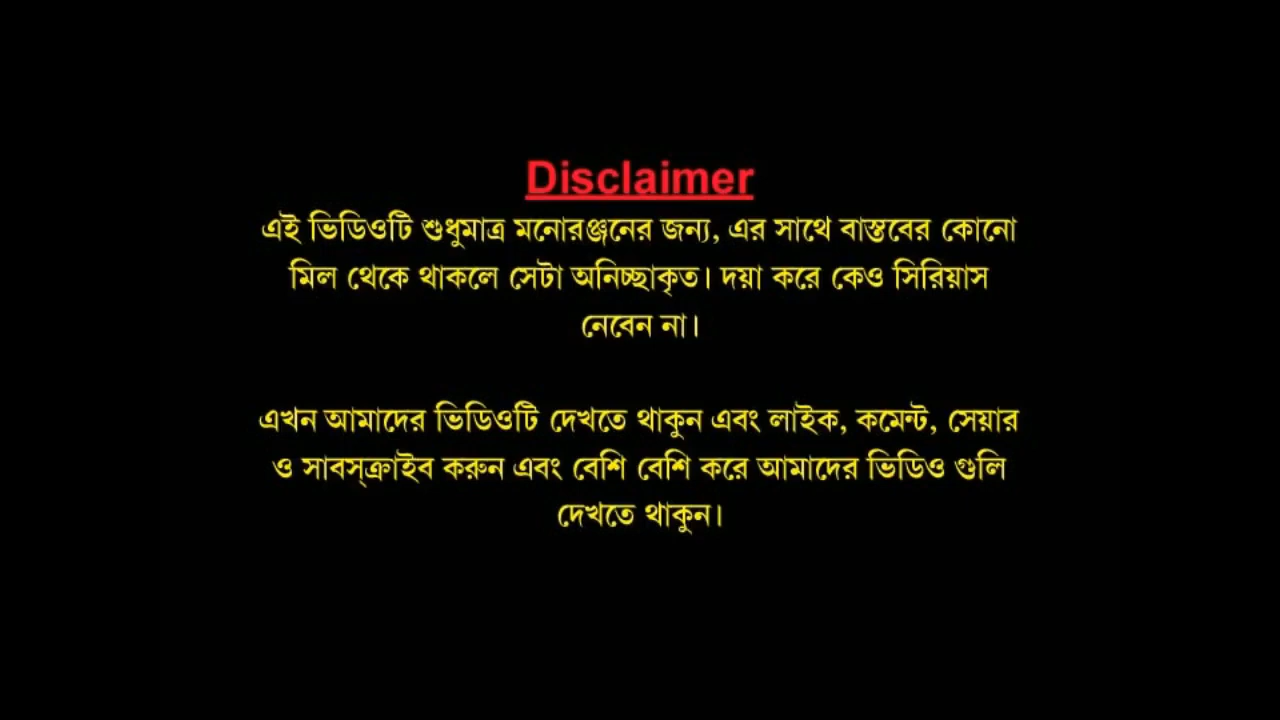 Disclaimer
এই ভিডিওটি শুধুমাত্র মনোরঞ্জনের জন্য, এর সাথে বাস্তবের কোনো
মিল থেকে থাকলে সেটা অনিচ্ছাকৃত। দয়া করে কেও সিরিয়াস
নেবেন না।
এখন আমাদের ভিডিওটি দেখতে থাকুন এবং লাইক, কমেন্ট, সেয়ার
ও সাবস্ক্রাইব করুন এবং বেশি বেশি করে আমাদের ভিডিও গুলি
দেখতে থাকুন।